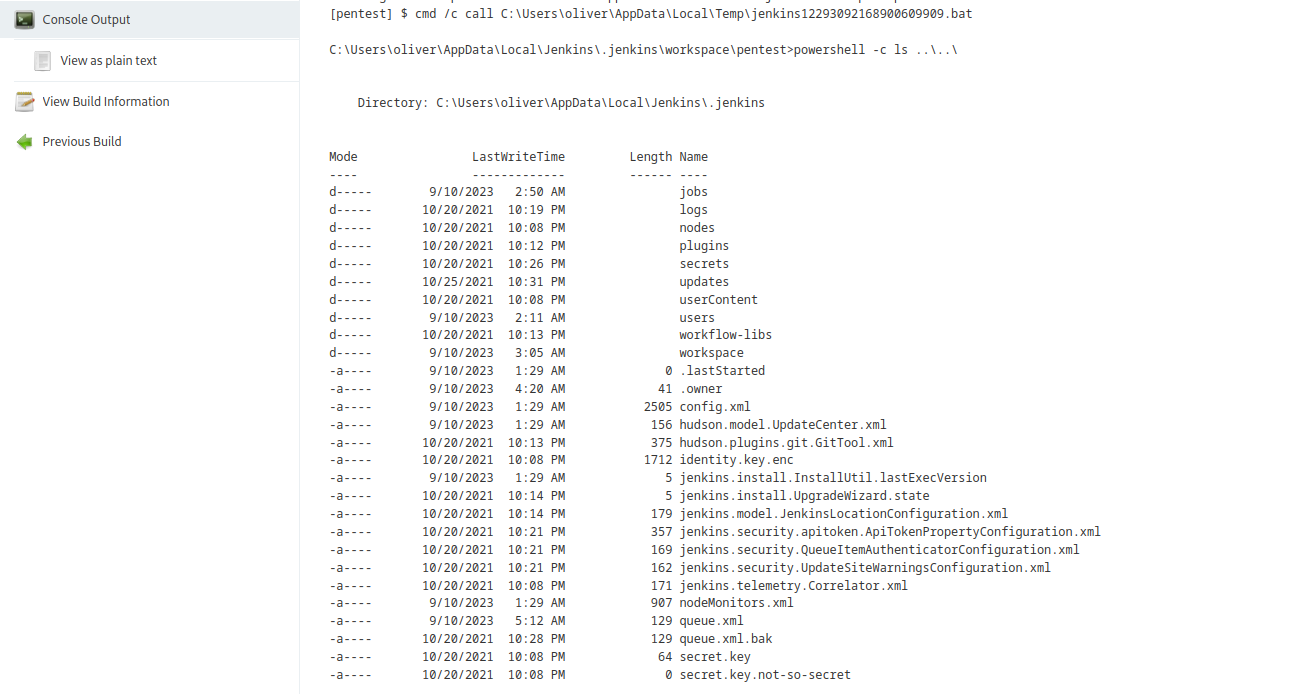 Console Output
View as plain text
View Build Information
Previous Build
[pentest] $ cmd /c call C:\Users\oliver\AppData\Local\Temp\jenkins12293092168900609909.bat
C:\Users\oliver\AppData\Local\Jenkins\.jenkins\workspace\pentest>powershell -c ls ..\..\
Directory: C:\Users\oliver\AppData\Local\Jenkins\.jenkins
Mode LastWriteTime Length Name
---- ------------- ------ ----
d----- 9/10/2023 2:50 AM jobs
d----- 10/20/2021 10:19 PM logs
d----- 10/20/2021 10:08 PM nodes
d----- 10/20/2021 10:12 PM plugins
d----- 10/20/2021 10:26 PM secrets
d----- 10/25/2021 10:31 PM updates
d----- 10/20/2021 10:08 PM userContent
d----- 9/10/2023 2:11 AM users
d----- 10/20/2021 10:13 PM workflow-libs
d----- 9/10/2023 3:05 AM workspace
-a---- 9/10/2023 1:29 AM 0 .lastStarted
-a---- 9/10/2023 4:20 AM 41 .owner
-a---- 9/10/2023 1:29 AM 2505 config.xml
-a---- 9/10/2023 1:29 AM 156 hudson.model.UpdateCenter.xml
-a---- 10/20/2021 10:13 PM 375 hudson.plugins.git.GitTool.xml
-a---- 10/20/2021 10:08 PM 1712 identity.key.enc
-a---- 9/10/2023 1:29 AM 5 jenkins.install.InstallUtil.lastExecVersion
-a---- 10/20/2021 10:14 PM 5 jenkins.install.UpgradeWizard.state
-a---- 10/20/2021 10:14 PM 179 jenkins.model.JenkinsLocationConfiguration.xml
-a---- 10/20/2021 10:21 PM 357 jenkins.security.apitoken.ApiTokenPropertyConfiguration.xml
-a---- 10/20/2021 10:21 PM 169 jenkins.security.QueueItemAuthenticatorConfiguration.xml
-a---- 10/20/2021 10:21 PM 162 jenkins.security.UpdateSiteWarningsConfiguration.xml
-a---- 10/20/2021 10:08 PM 171 jenkins.telemetry.Correlator.xml
-a---- 9/10/2023 1:29 AM 907 nodeMonitors.xml
-a---- 9/10/2023 5:12 AM 129 queue.xml
-a---- 10/20/2021 10:28 PM 129 queue.xml.bak
-a---- 10/20/2021 10:08 PM 64 secret.key
-a---- 10/20/2021 10:08 PM 0 secret.key.not-so-secret